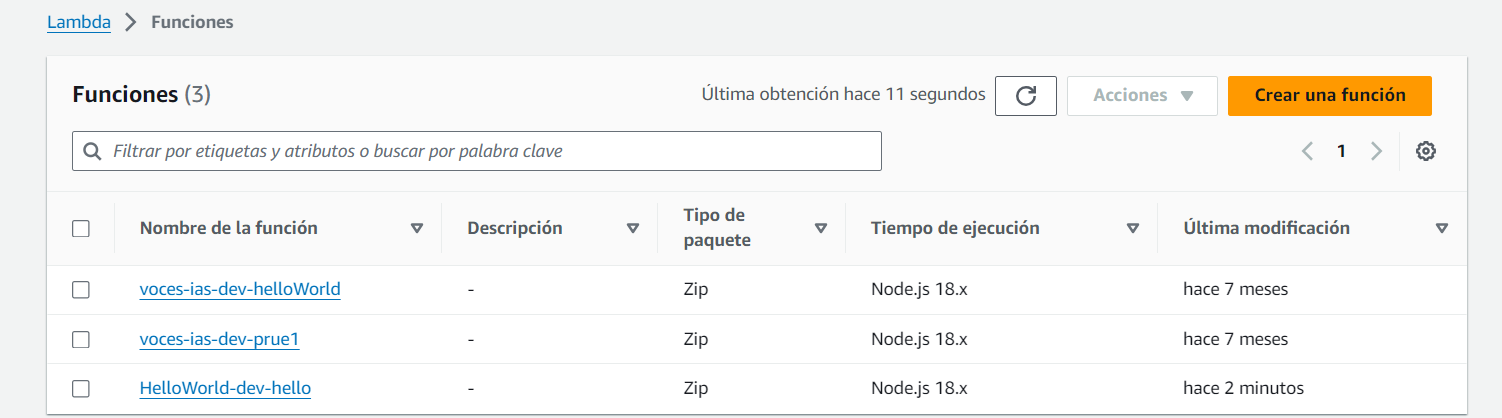 Lambda > Funciones
Funciones (3)
Última obtención hace 11 segundos
Acciones
Crear una función
Filtrar por etiquetas y atributos o buscar por palabra clave
1
Nombre de la función Descripción Tipo de paquete Tiempo de ejecución Última modificación
voces-ias-dev-helloWorld - Zip Node.js 18.x hace 7 meses
voces-ias-dev-prue1 - Zip Node.js 18.x hace 7 meses
HelloWorld-dev-hello - Zip Node.js 18.x hace 2 minutos